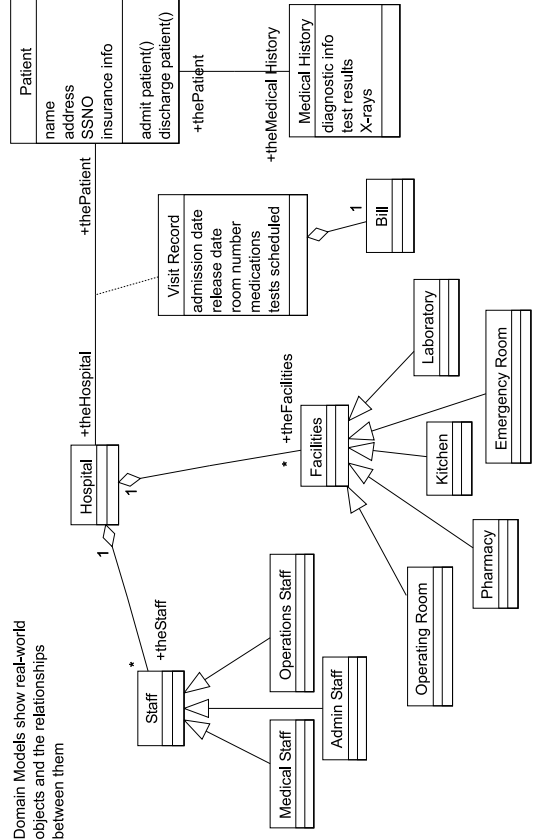 Domain Models show real-world
objects and the relationships
between them
Hospital
+theHospital
+thePatient
Patient
name
address
SSNO
insurance info
admit patient()
discharge patient()
+thePatient
+theMedical History
Medical History
diagnostic info
test results
X-rays
Visit Record
admission date
release date
room number
medications
tests scheduled
1
Bill
1
*
+theStaff
Staff
Medical Staff
Admin Staff
Operations Staff
1
*
+theFacilities
Facilities
Operating Room
Pharmacy
Kitchen
Emergency Room
Laboratory